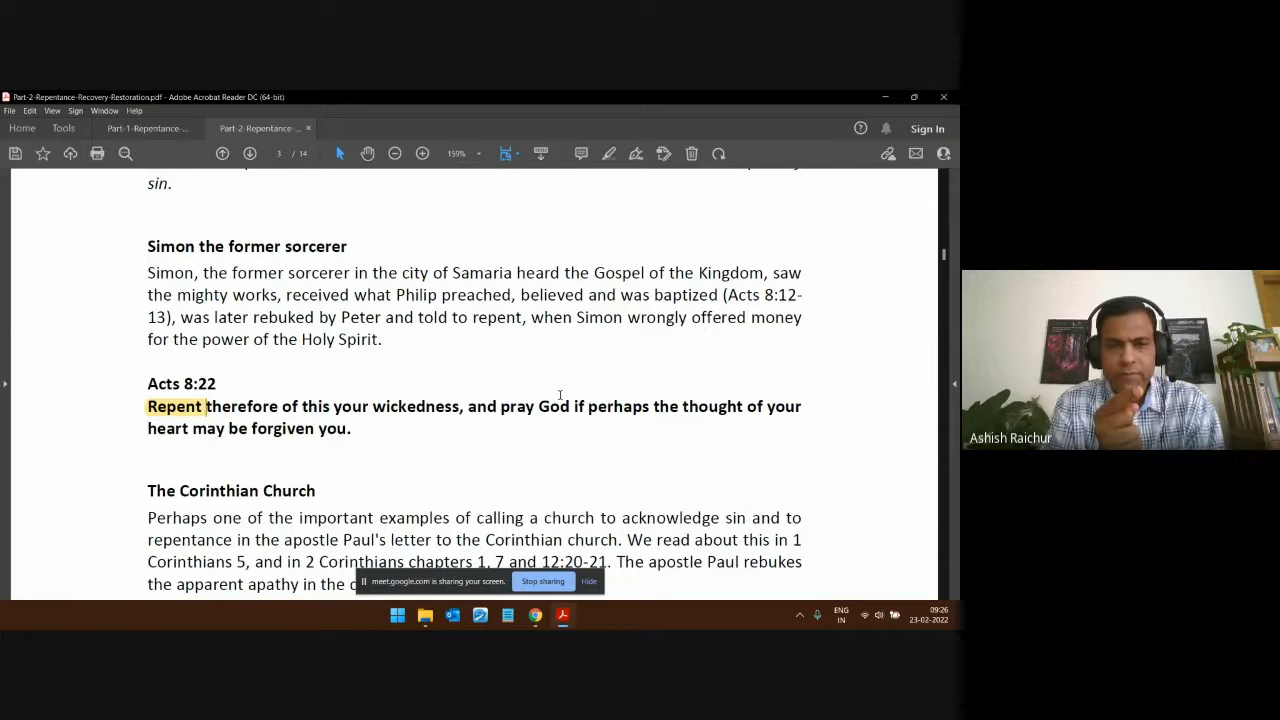 Part-2-Repentance-Recovery-Restoration.pdf - Adobe Acrobat Reader DC (64-bit)
File Edit View Sign Window Help
Home Tools Part-1-Repentance-... Part-2-Repentance-... ×
Sign In
3 / 14 159%
sin.
Simon the former sorcerer
Simon, the former sorcerer in the city of Samaria heard the Gospel of the Kingdom, saw
the mighty works, received what Philip preached, believed and was baptized (Acts 8:12-
13), was later rebuked by Peter and told to repent, when Simon wrongly offered money
for the power of the Holy Spirit.
Acts 8:22
Repent therefore of this your wickedness, and pray God if perhaps the thought of your
heart may be forgiven you.
The Corinthian Church
Perhaps one of the important examples of calling a church to acknowledge sin and to
repentance in the apostle Paul's letter to the Corinthian church. We read about this in 1
Corinthians 5, and in 2 Corinthians chapters 1, 7 and 12:20-21. The apostle Paul rebukes
the apparent apathy in the
meet.google.com is sharing your screen. Stop sharing Hide
Ashish Raichur
ENG
IN
09:26
23-02-2022